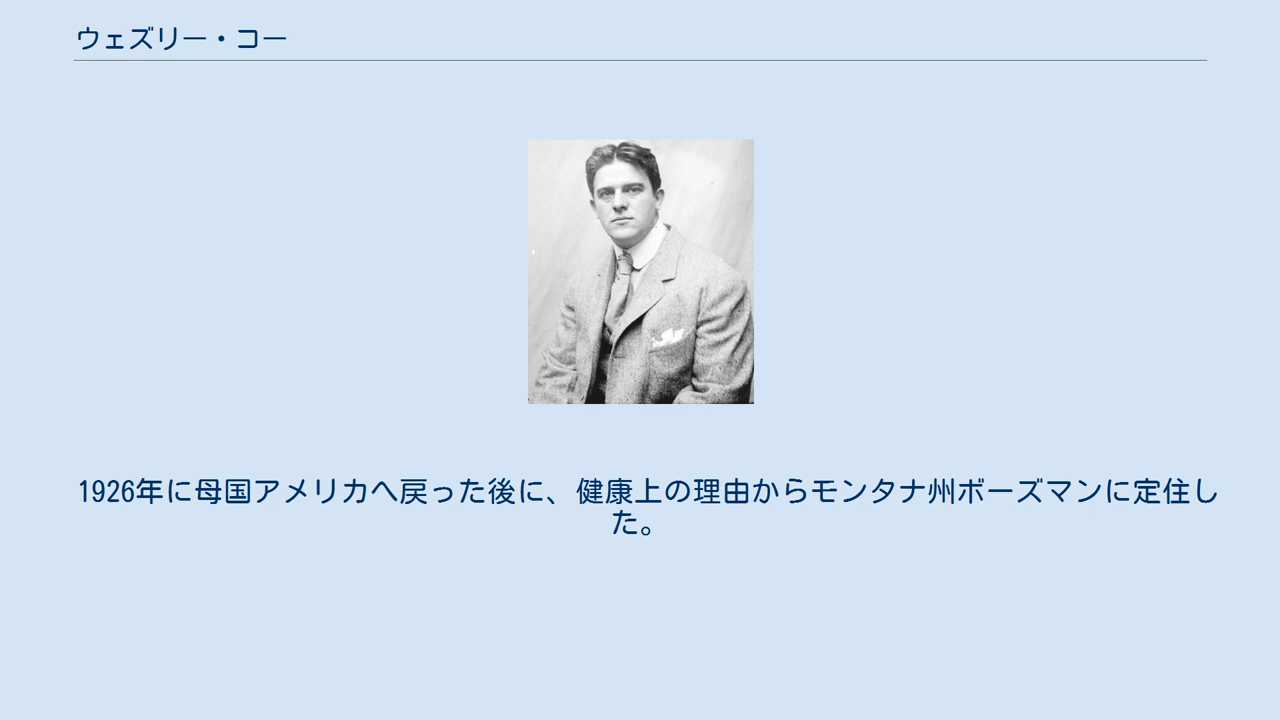 ウェズリー・コー
1926年に母国アメリカへ戻った後に、健康上の理由からモンタナ州ボーズマンに定住し
た。